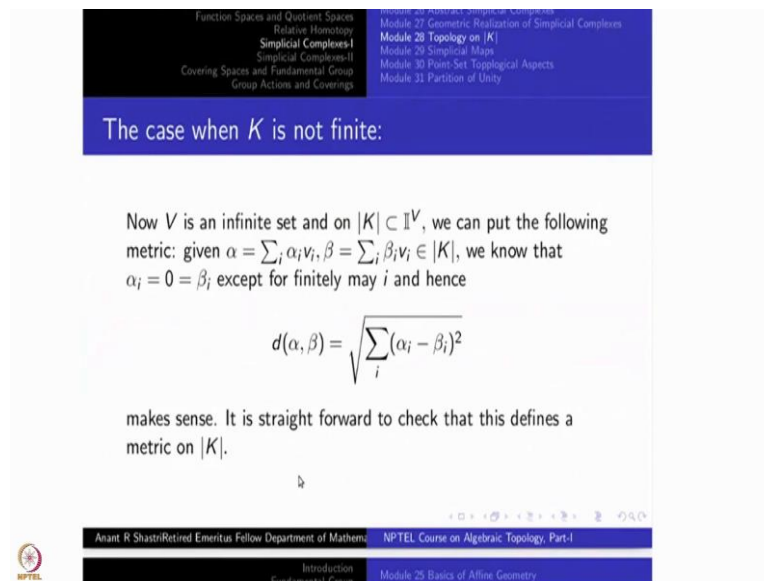 Module 26 Abstract Simplicial Complexes
Function Spaces and Quotient Spaces
Module 27 Geometric Realization of Simplicial Complexes
Relative Homotopy
Module 28 Topology on |K|
Simplicial Complexes-I
Module 29 Simplicial Maps
Simplicial Complexes-II
Module 30 Point-Set Topplogical Aspects
Covering Spaces and Fundamental Group
Module 31 Partition of Unity
Group Actions and Coverings
The case when K is not finite:
Now V is an infinite set and on |K| ⊂ 𝕀^V, we can put the following
metric: given α = ∑_i α_i v_i, β = ∑_i β_i v_i ∈ |K|, we know that
α_i = 0 = β_i except for finitely may i and hence
d(α, β) = √(∑_i (α_i − β_i)²)
makes sense. It is straight forward to check that this defines a
metric on |K|.
Anant R ShastriRetired Emeritus Fellow Department of Mathema
NPTEL Course on Algebraic Topology, Part-I
NPTEL
Introduction
Module 25 Basics of Affine Geometry